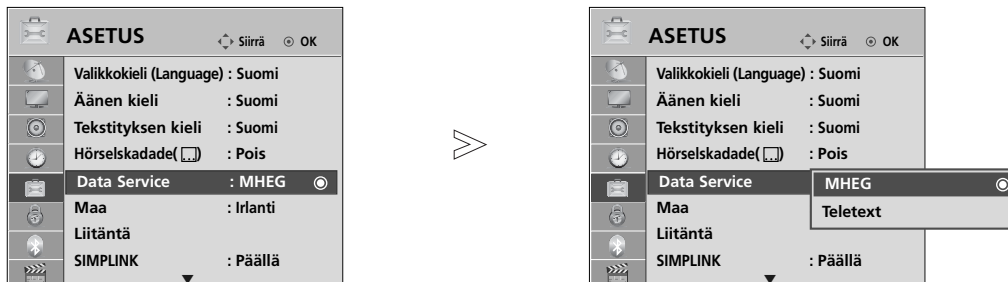 ASETUS Siirrä OK
Valikkokieli (Language) : Suomi
Äänen kieli : Suomi
Tekstityksen kieli : Suomi
Hörselskadade( ) : Pois
Data Service : MHEG
Maa : Irlanti
Liitäntä
SIMPLINK : Päällä
ASETUS Siirrä OK
Valikkokieli (Language) : Suomi
Äänen kieli : Suomi
Tekstityksen kieli : Suomi
Hörselskadade( ) : Pois
Data Service
MHEG
Maa
Teletext
Liitäntä
SIMPLINK : Päällä